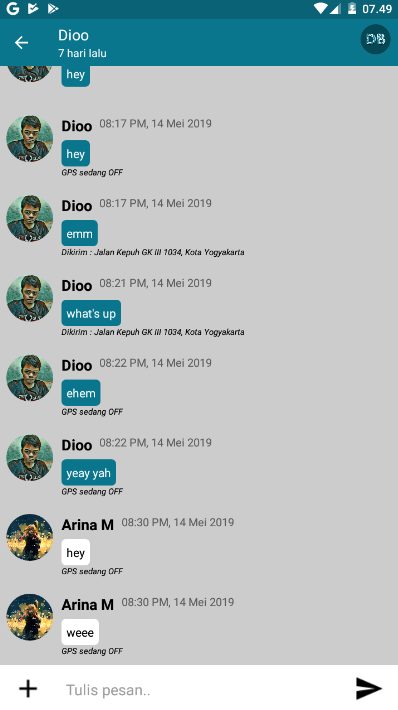 07.49
Dioo
7 hari lalu
hey
Dioo 08:17 PM, 14 Mei 2019
hey
GPS sedang OFF
Dioo 08:17 PM, 14 Mei 2019
emm
Dikirim : Jalan Kepuh GK III 1034, Kota Yogyakarta
Dioo 08:21 PM, 14 Mei 2019
what's up
Dikirim : Jalan Kepuh GK III 1034, Kota Yogyakarta
Dioo 08:22 PM, 14 Mei 2019
ehem
GPS sedang OFF
Dioo 08:22 PM, 14 Mei 2019
yeay yah
GPS sedang OFF
Arina M 08:30 PM, 14 Mei 2019
hey
GPS sedang OFF
Arina M 08:30 PM, 14 Mei 2019
weee
GPS sedang OFF
Tulis pesan..